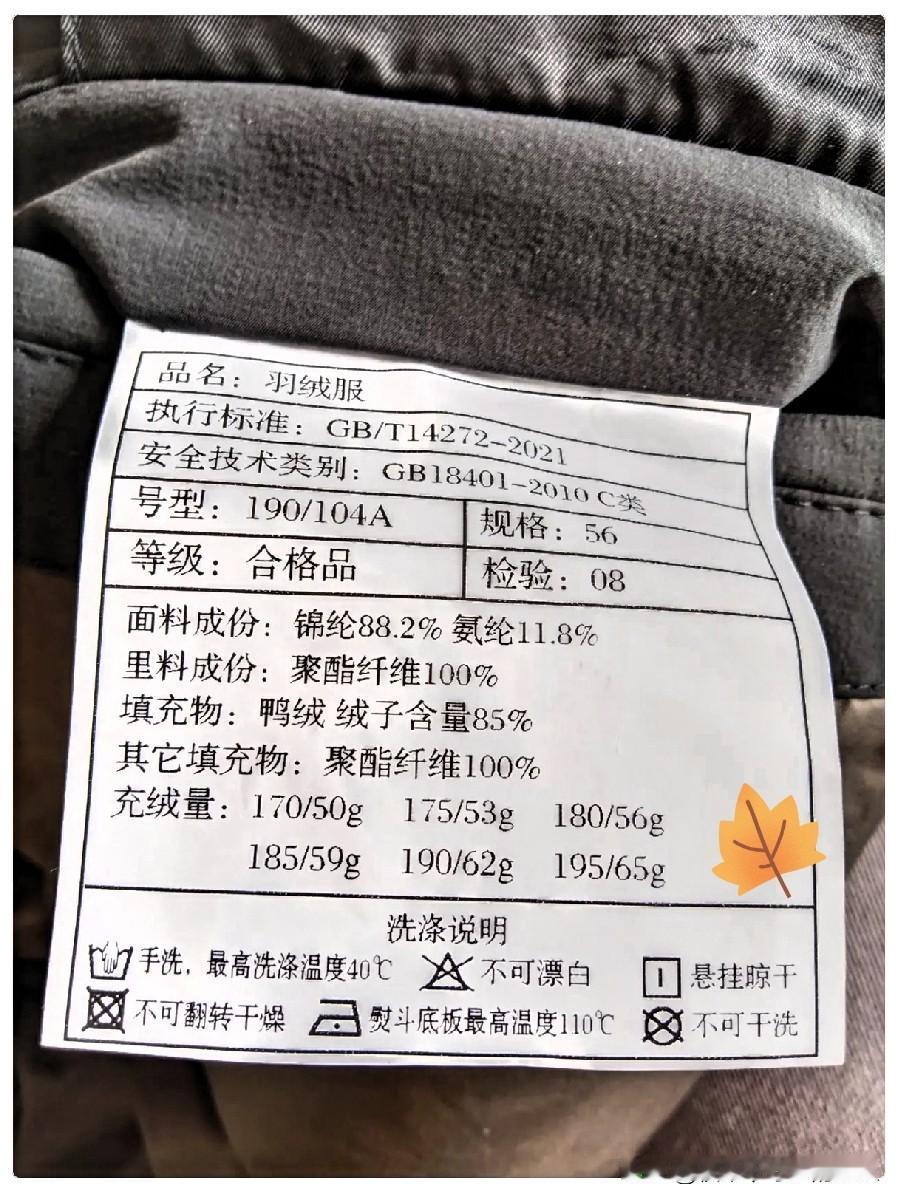 品名：羽绒服
执行标准：GB/T14272-2021
安全技术类别：GB18401-2010 C类
号型：190/104A 规格：56
等级：合格品 检验：08
面料成份：锦纶88.2% 氨纶11.8%
里料成份：聚酯纤维100%
填充物：鸭绒 绒子含量85%
其它填充物：聚酯纤维100%
充绒量：170/50g 175/53g 180/56g
185/59g 190/62g 195/65g
洗涤说明
手洗，最高洗涤温度40℃ 不可漂白 悬挂晾干
不可翻转干燥 熨斗底板最高温度110℃ 不可干洗